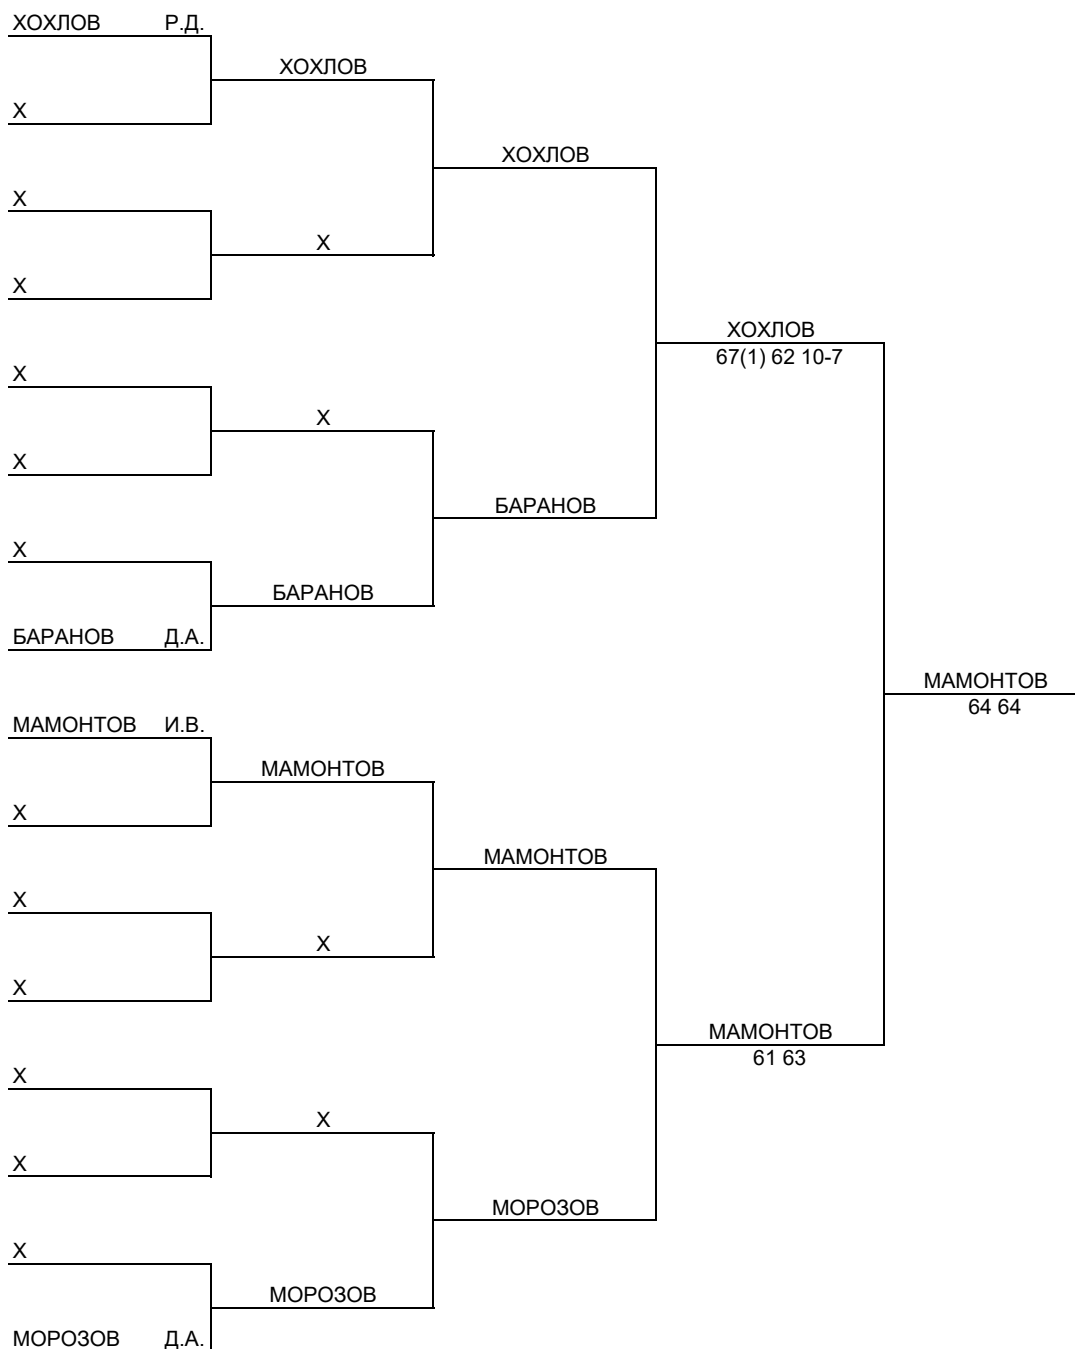 ХОХЛОВ Р.Д.
ХОХЛОВ
Х
ХОХЛОВ
Х
Х
Х
ХОХЛОВ
67(1) 62 10-7
Х
Х
Х
БАРАНОВ
Х
БАРАНОВ
БАРАНОВ Д.А.
МАМОНТОВ
64 64
МАМОНТОВ И.В.
МАМОНТОВ
Х
МАМОНТОВ
Х
Х
Х
МАМОНТОВ
61 63
Х
Х
Х
МОРОЗОВ
Х
МОРОЗОВ
МОРОЗОВ Д.А.